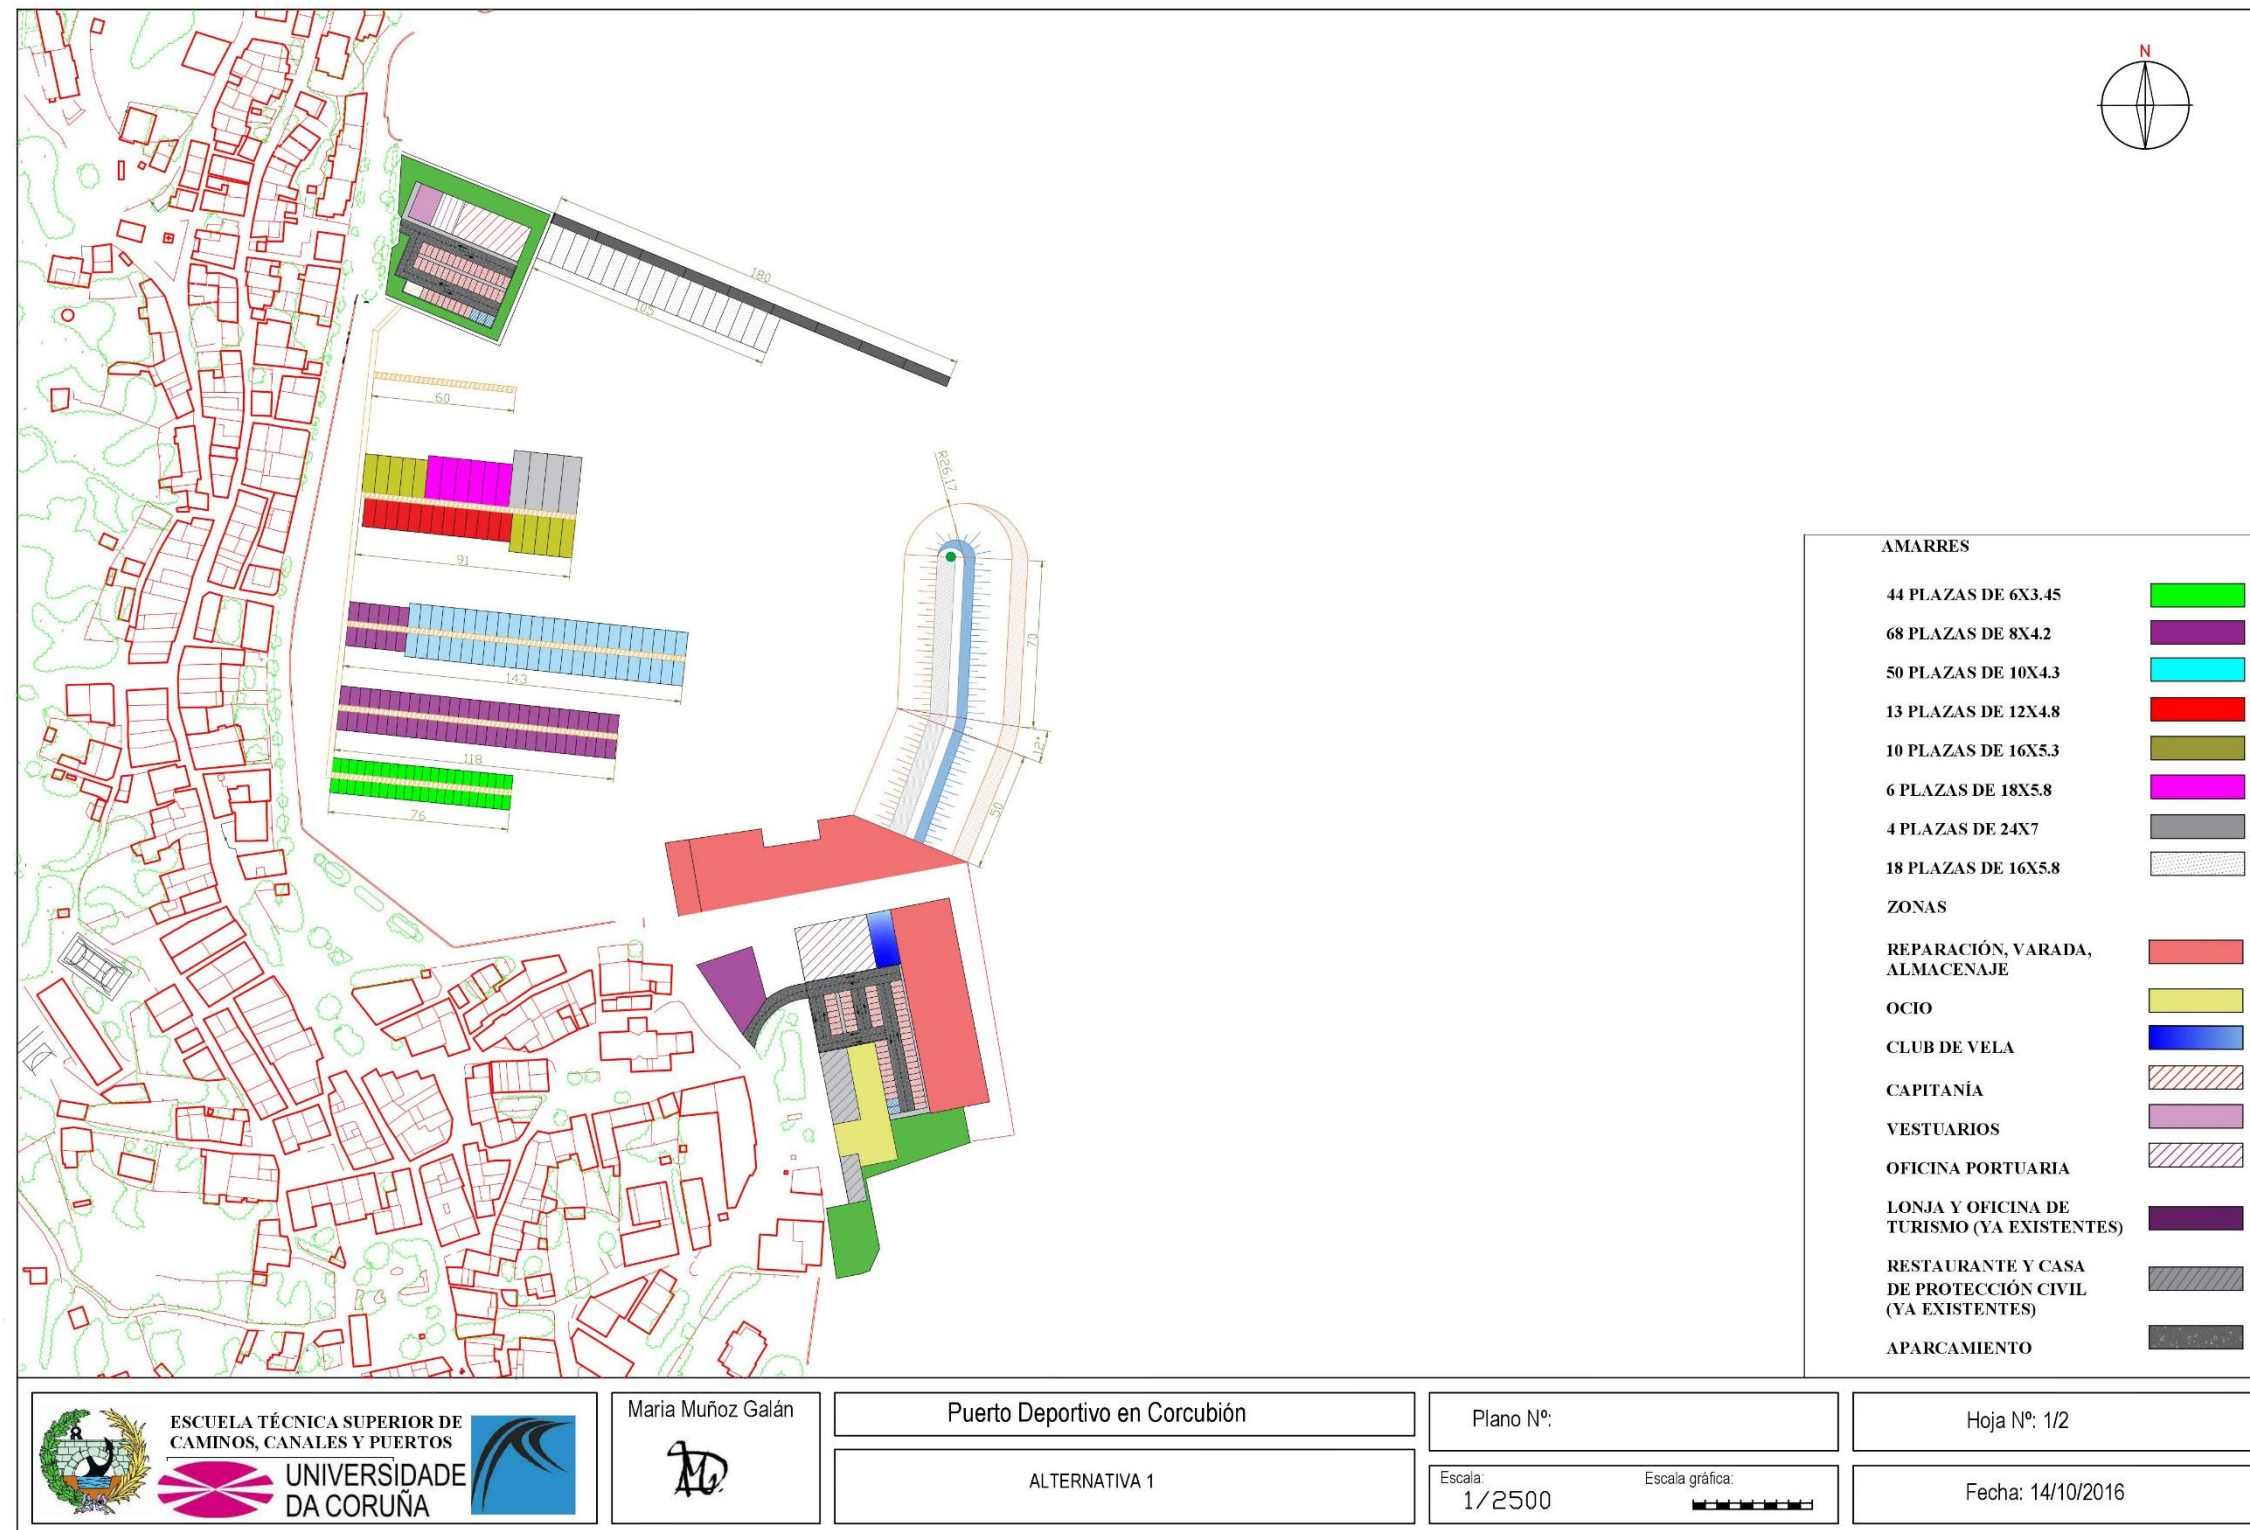 N
180
105
60
R26.17
91
70
143
12°
118
50
76
AMARRES
44 PLAZAS DE 6X3.45
68 PLAZAS DE 8X4.2
50 PLAZAS DE 10X4.3
13 PLAZAS DE 12X4.8
10 PLAZAS DE 16X5.3
6 PLAZAS DE 18X5.8
4 PLAZAS DE 24X7
18 PLAZAS DE 16X5.8
ZONAS
REPARACIÓN, VARADA,
ALMACENAJE
OCIO
CLUB DE VELA
CAPITANÍA
VESTUARIOS
OFICINA PORTUARIA
LONJA Y OFICINA DE
TURISMO (YA EXISTENTES)
RESTAURANTE Y CASA
DE PROTECCIÓN CIVIL
(YA EXISTENTES)
APARCAMIENTO
ESCUELA TÉCNICA SUPERIOR DE
CAMINOS, CANALES Y PUERTOS
UNIVERSIDADE
DA CORUÑA
Maria Muñoz Galán
Puerto Deportivo en Corcubión
ALTERNATIVA 1
Plano Nº:
Escala:
1/2500
Escala gráfica:
Hoja Nº: 1/2
Fecha: 14/10/2016